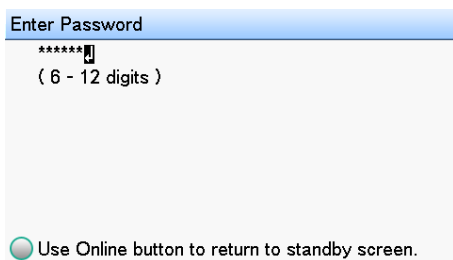 Enter Password
******↲
( 6 - 12 digits )
Use Online button to return to standby screen.